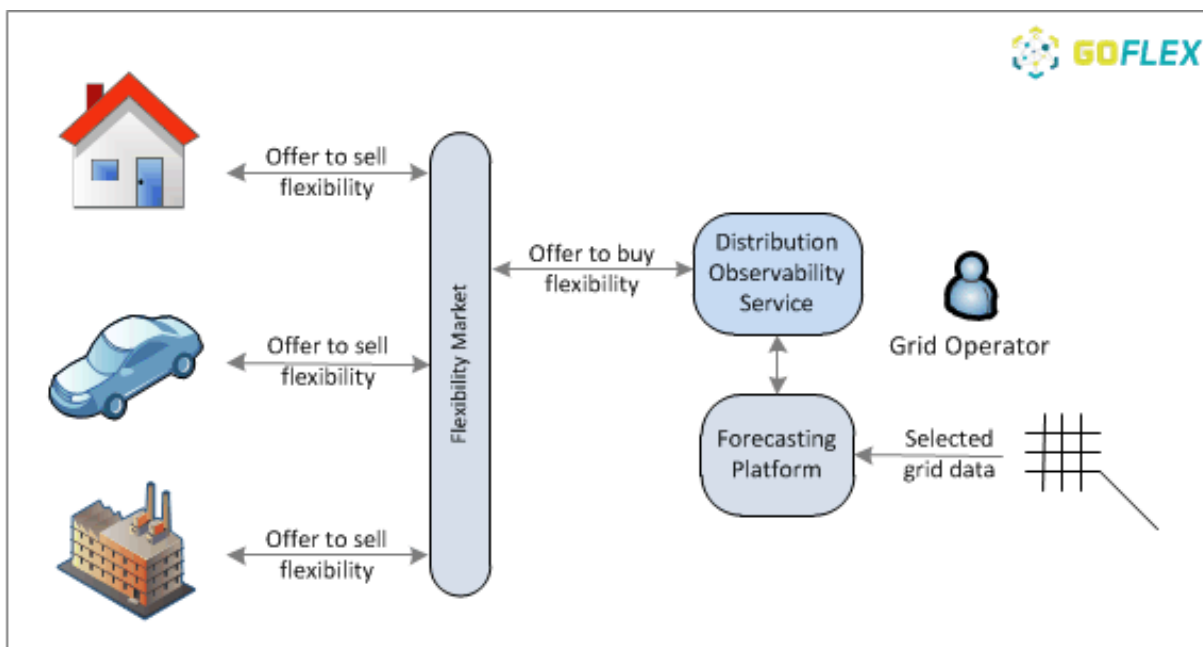 GOFLEX
Offer to sell
flexibility
Offer to sell
flexibility
Offer to sell
flexibility
Flexibility Market
Offer to buy
flexibility
Distribution
Observability
Service
Grid Operator
Forecasting
Platform
Selected
grid data